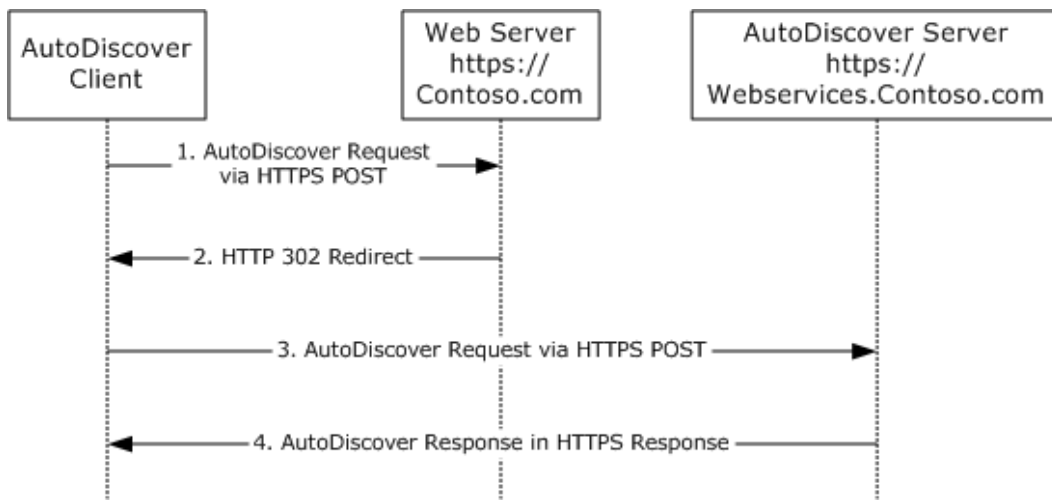 AutoDiscover
Client
Web Server
https://
Contoso.com
AutoDiscover Server
https://
Webservices.Contoso.com
1. AutoDiscover Request
via HTTPS POST
2. HTTP 302 Redirect
3. AutoDiscover Request via HTTPS POST
4. AutoDiscover Response in HTTPS Response